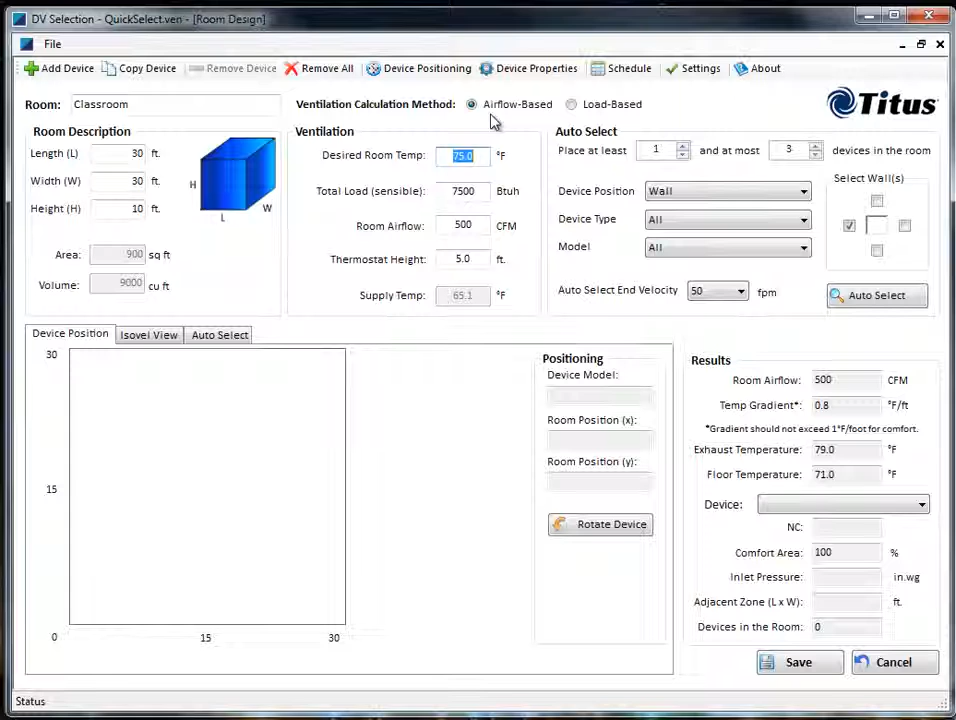 DV Selection - QuickSelect.ven - [Room Design]
File
Add Device Copy Device Remove Device Remove All Device Positioning Device Properties Schedule Settings About
Room: Classroom
Ventilation Calculation Method: Airflow-Based Load-Based
Titus
Room Description
Length (L) 30 ft.
Width (W) 30 ft.
Height (H) 10 ft.
H
L
W
Area: 900 sq ft
Volume: 9000 cu ft
Ventilation
Desired Room Temp: 75.0 °F
Total Load (sensible): 7500 Btuh
Room Airflow: 500 CFM
Thermostat Height: 5.0 ft.
Supply Temp: 65.1 °F
Auto Select
Place at least 1 and at most 3 devices in the room
Device Position Wall
Device Type All
Model All
Select Wall(s)
Auto Select End Velocity 50 fpm
Auto Select
Device Position Isovel View Auto Select
30
15
0
15
30
Positioning
Device Model:
Room Position (x):
Room Position (y):
Rotate Device
Results
Room Airflow: 500 CFM
Temp Gradient*: 0.8 °F/ft
*Gradient should not exceed 1°F/foot for comfort.
Exhaust Temperature: 79.0 °F
Floor Temperature: 71.0 °F
Device:
NC:
Comfort Area: 100 %
Inlet Pressure: in.wg
Adjacent Zone (L x W): ft.
Devices in the Room: 0
Save Cancel
Status